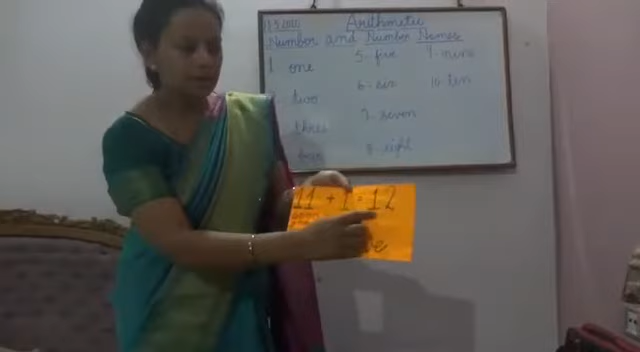 Arithmetic
Number and Number Names
1 one 5- five 9- nine
two 6- six 10- ten
three 7- seven
8- eight
11 + 1 = 12